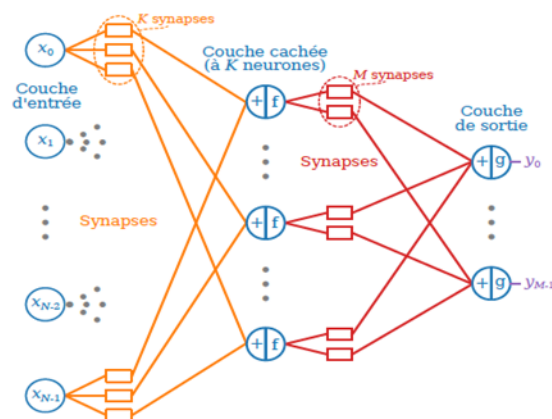 K synapses
x₀
Couche cachée
(à K neurones)
Couche
d'entrée
M synapses
+ f
Couche
de sortie
x₁
Synapses
+ g
y₀
Synapses
+ f
x_{N-2}
+ g
y_{M-1}
+ f
x_{N-1}